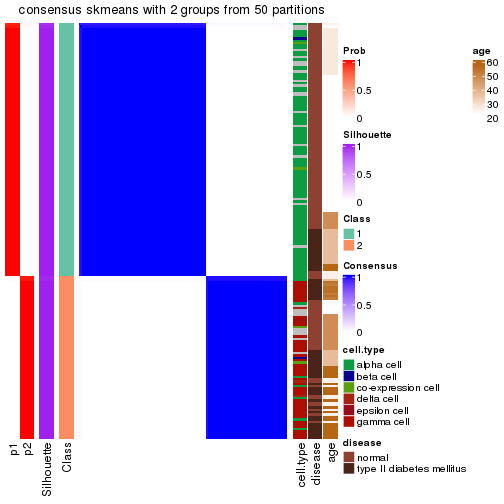 consensus skmeans with 2 groups from 50 partitions
Prob
1
0.5
0
Silhouette
1
0.5
0
Class
1
2
Consensus
1
0.5
0
cell.type
alpha cell
beta cell
co-expression cell
delta cell
epsilon cell
gamma cell
disease
normal
type II diabetes mellitus
age
60
50
40
30
20
p1
p2
Silhouette
Class
cell.type
disease
age